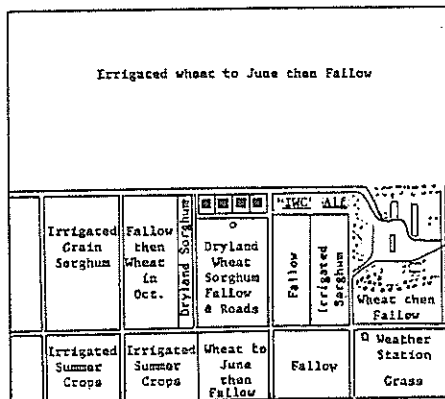 Irrigated wheat to June then Fallow
Irrigated
Grain
Sorghum
Fallow
then
Wheat
in
Oct.
Dryland Sorghum
Dryland
Wheat
Sorghum
Fallow
& Roads
"IWC" Alf
Fallow
Irrigated
Sorghum
Wheat then
Fallow
Irrigated
Summer
Crops
Irrigated
Summer
Crops
Wheat to
June
then
Fallow
Fallow
Weather
Station
Grass